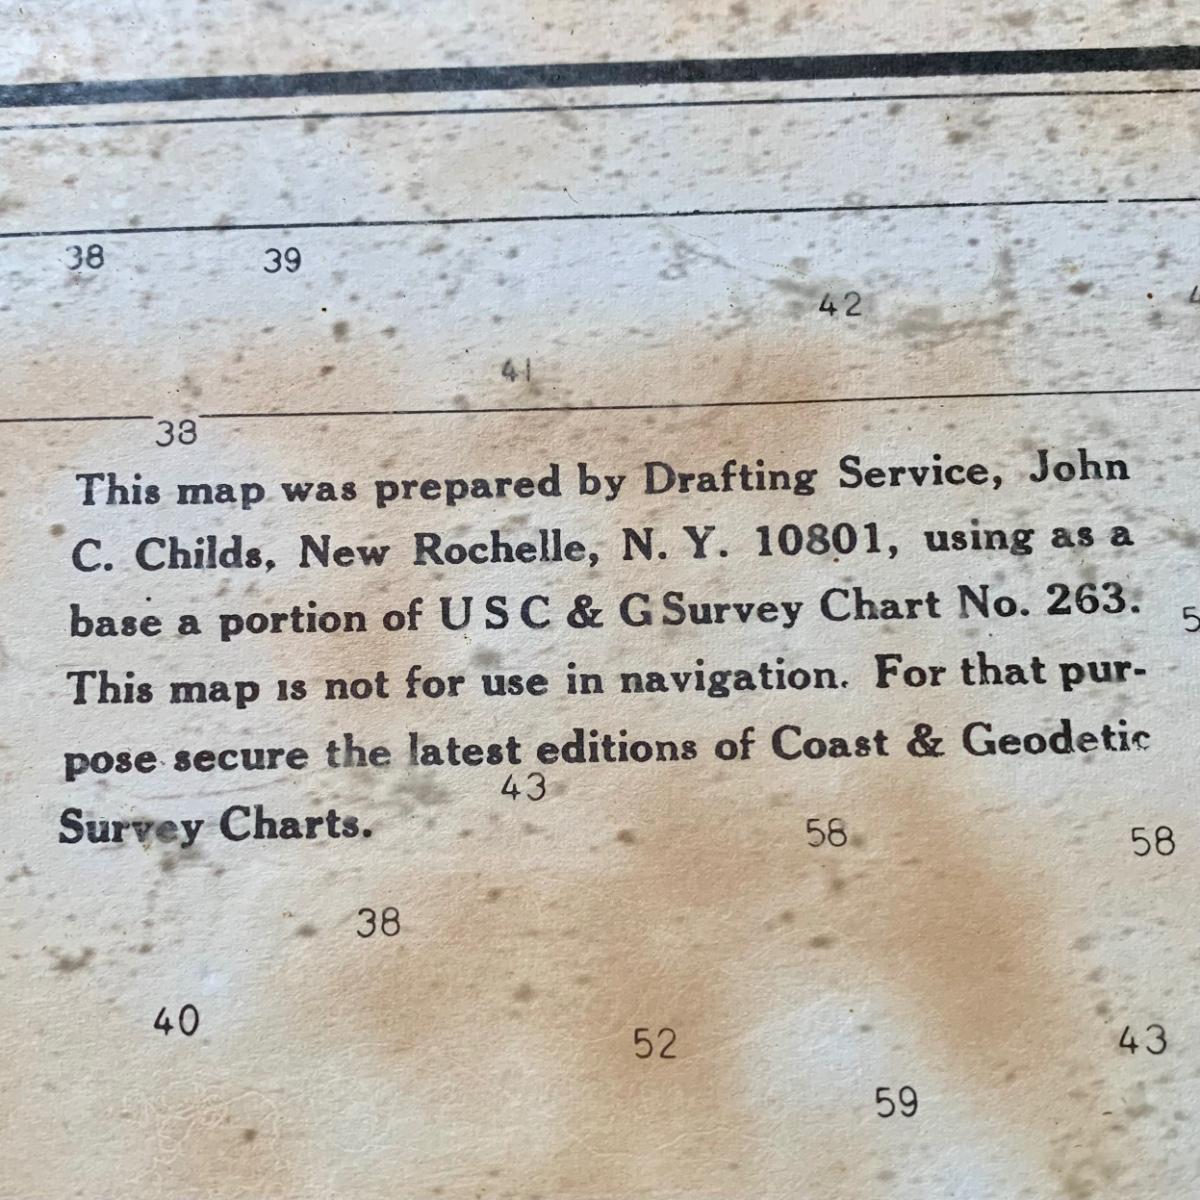 38 39
42
41
38
This map was prepared by Drafting Service, John
C. Childs, New Rochelle, N. Y. 10801, using as a
base a portion of U S C & G Survey Chart No. 263.
This map is not for use in navigation. For that pur-
pose secure the latest editions of Coast & Geodetic
Survey Charts.
43
58 58
38
40
52 43
59